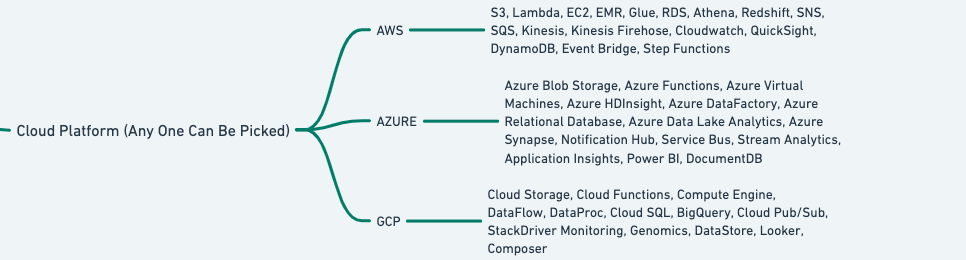 Cloud Platform (Any One Can Be Picked)
AWS
S3, Lambda, EC2, EMR, Glue, RDS, Athena, Redshift, SNS,
SQS, Kinesis, Kinesis Firehose, Cloudwatch, QuickSight,
DynamoDB, Event Bridge, Step Functions
AZURE
Azure Blob Storage, Azure Functions, Azure Virtual
Machines, Azure HDInsight, Azure DataFactory, Azure
Relational Database, Azure Data Lake Analytics, Azure
Synapse, Notification Hub, Service Bus, Stream Analytics,
Application Insights, Power BI, DocumentDB
GCP
Cloud Storage, Cloud Functions, Compute Engine,
DataFlow, DataProc, Cloud SQL, BigQuery, Cloud Pub/Sub,
StackDriver Monitoring, Genomics, DataStore, Looker,
Composer